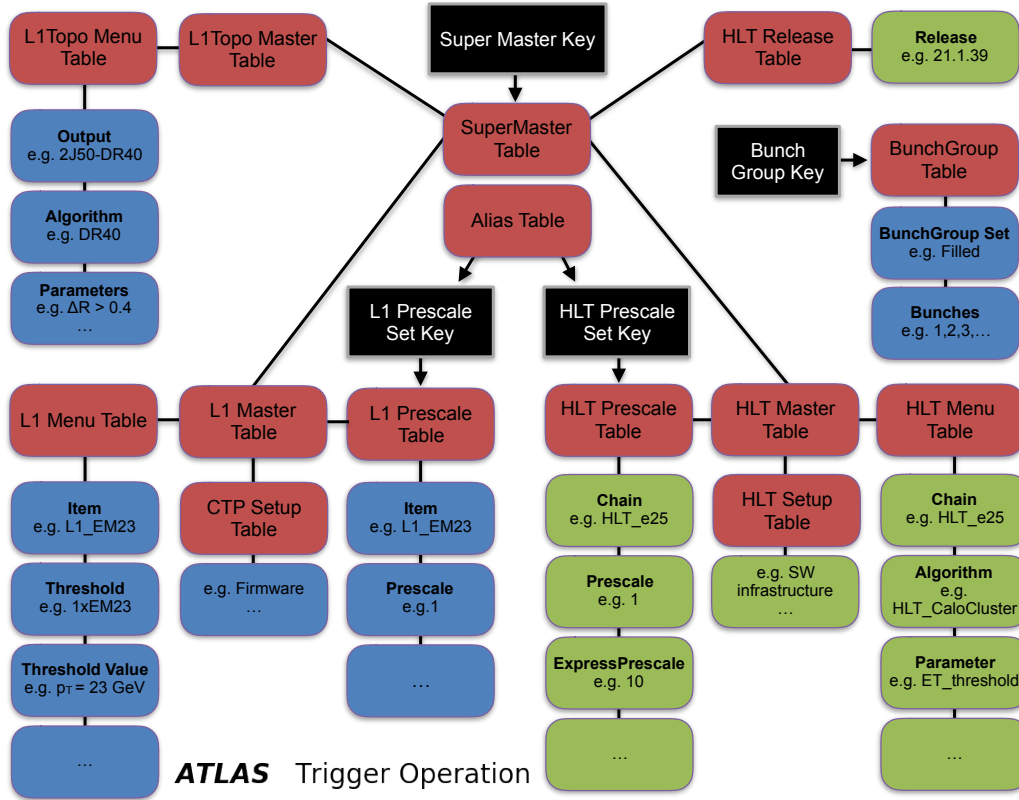 L1Topo Menu
Table
L1Topo Master
Table
Super Master Key
HLT Release
Table
Release
e.g. 21.1.39
SuperMaster
Table
Output
e.g. 2J50-DR40
Bunch
Group Key
BunchGroup
Table
Alias Table
Algorithm
e.g. DR40
BunchGroup Set
e.g. Filled
Parameters
e.g. ΔR > 0.4
...
L1 Prescale
Set Key
HLT Prescale
Set Key
Bunches
e.g. 1,2,3,...
L1 Menu Table
L1 Master
Table
L1 Prescale
Table
HLT Prescale
Table
HLT Master
Table
HLT Menu
Table
Item
e.g. L1_EM23
CTP Setup
Table
Item
e.g. L1_EM23
Chain
e.g. HLT_e25
HLT Setup
Table
Chain
e.g. HLT_e25
Threshold
e.g. 1xEM23
e.g. Firmware
...
Prescale
e.g.1
Prescale
e.g. 1
e.g. SW
infrastructure
...
Algorithm
e.g.
HLT_CaloCluster
Threshold Value
e.g. pT = 23 GeV
...
ExpressPrescale
e.g. 10
Parameter
e.g. ET_threshold
...
...
...
ATLAS Trigger Operation